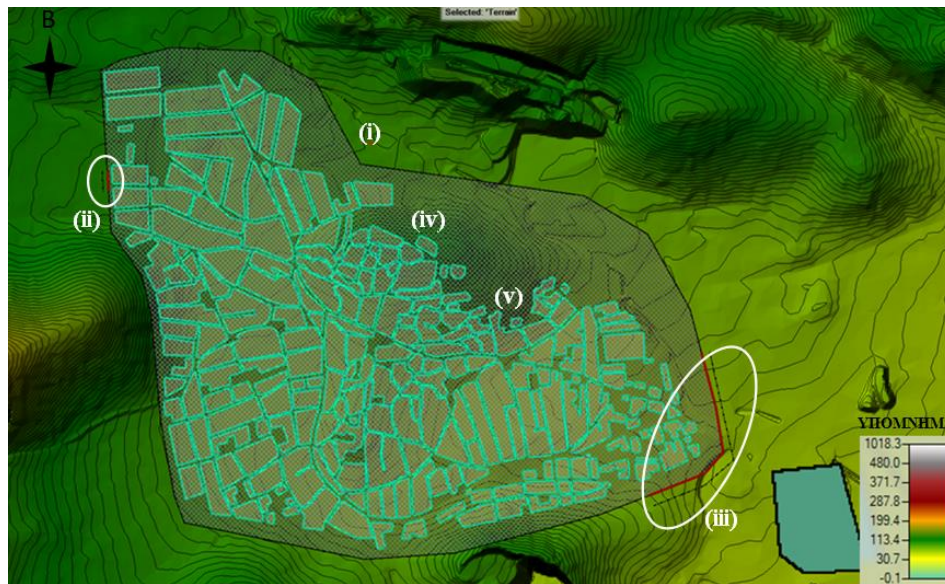 Selected: 'Terrain'
Β
(i)
(ii)
(iv)
(v)
(iii)
ΥΠΟΜΝΗΜ
1018.3
480.0
371.7
287.8
199.4
113.4
30.7
-0.1